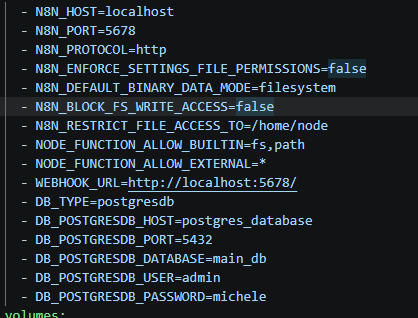 - N8N_HOST=localhost
- N8N_PORT=5678
- N8N_PROTOCOL=http
- N8N_ENFORCE_SETTINGS_FILE_PERMISSIONS=false
- N8N_DEFAULT_BINARY_DATA_MODE=filesystem
- N8N_BLOCK_FS_WRITE_ACCESS=false
- N8N_RESTRICT_FILE_ACCESS_TO=/home/node
- NODE_FUNCTION_ALLOW_BUILTIN=fs,path
- NODE_FUNCTION_ALLOW_EXTERNAL=*
- WEBHOOK_URL=http://localhost:5678/
- DB_TYPE=postgresdb
- DB_POSTGRESDB_HOST=postgres_database
- DB_POSTGRESDB_PORT=5432
- DB_POSTGRESDB_DATABASE=main_db
- DB_POSTGRESDB_USER=admin
- DB_POSTGRESDB_PASSWORD=michele
volumes: